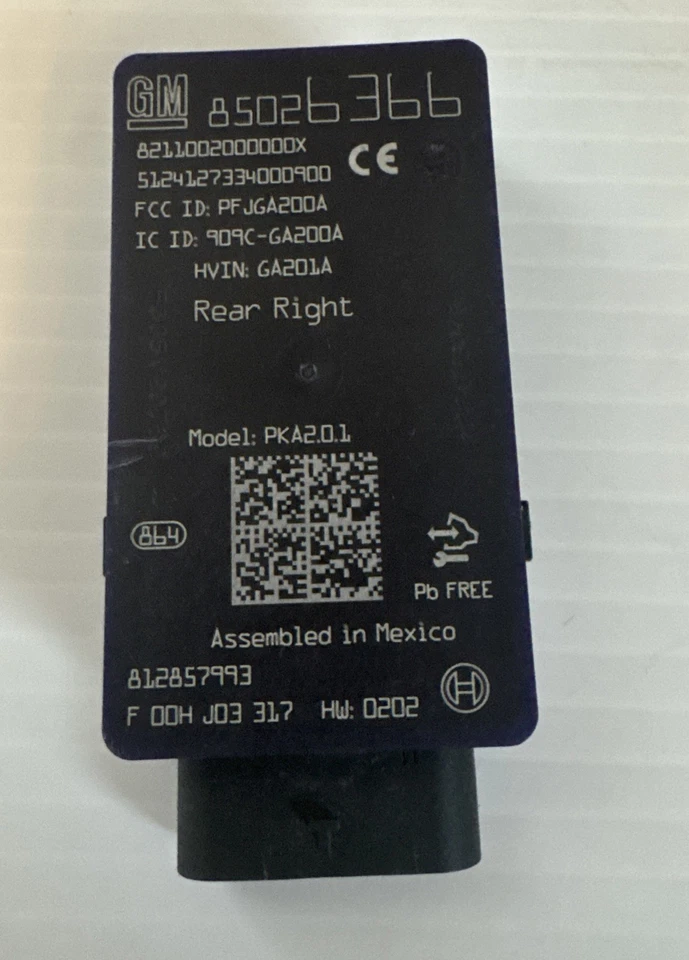 GM 85026366
8211002000000X
5124127334000900
CE
FCC ID: PFJGA200A
IC ID: 909C-GA200A
HVIN: GA201A
Rear Right
Model: PKA2.0.1
864
Pb FREE
Assembled in Mexico
812857993
F 00H J03 317 HW: 0202